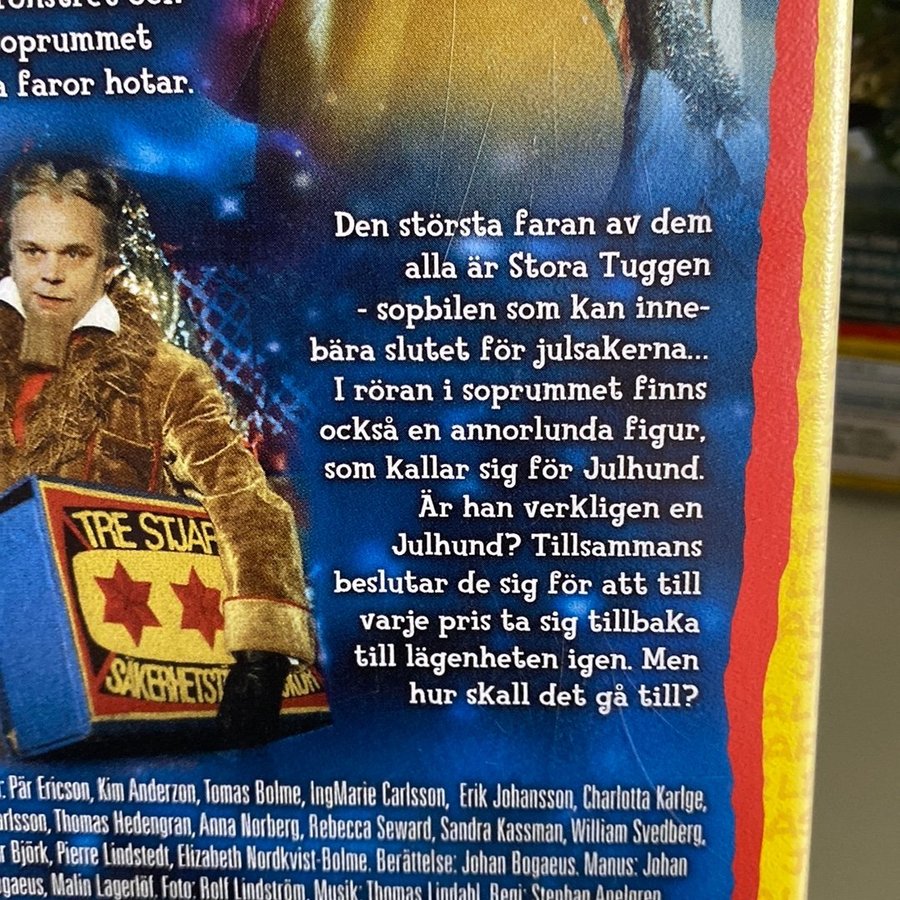 soprummet
faror hotar.
Den största faran av dem
alla är Stora Tuggen
- sopbilen som kan inne-
bära slutet för julsakerna...
I röran i soprummet finns
också en annorlunda figur,
som kallar sig för Julhund.
Är han verkligen en
Julhund? Tillsammans
beslutar de sig för att till
varje pris ta sig tillbaka
till lägenheten igen. Men
hur skall det gå till?
TRE STJÄR
Pär Ericson, Kim Anderzon, Tomas Bolme, IngMarie Carlsson, Erik Johansson, Charlotta Karlge,
Thomas Hedengran, Anna Norberg, Rebecca Seward, Sandra Kassman, William Svedberg,
Björk, Pierre Lindstedt, Elizabeth Nordkvist-Bolme. Berättelse: Johan Bogaeus. Manus: Johan
Malin Lagerlöf. Foto: Rolf Lindström. Musik: Thomas Lindahl. Regi: Stephan Apelgren